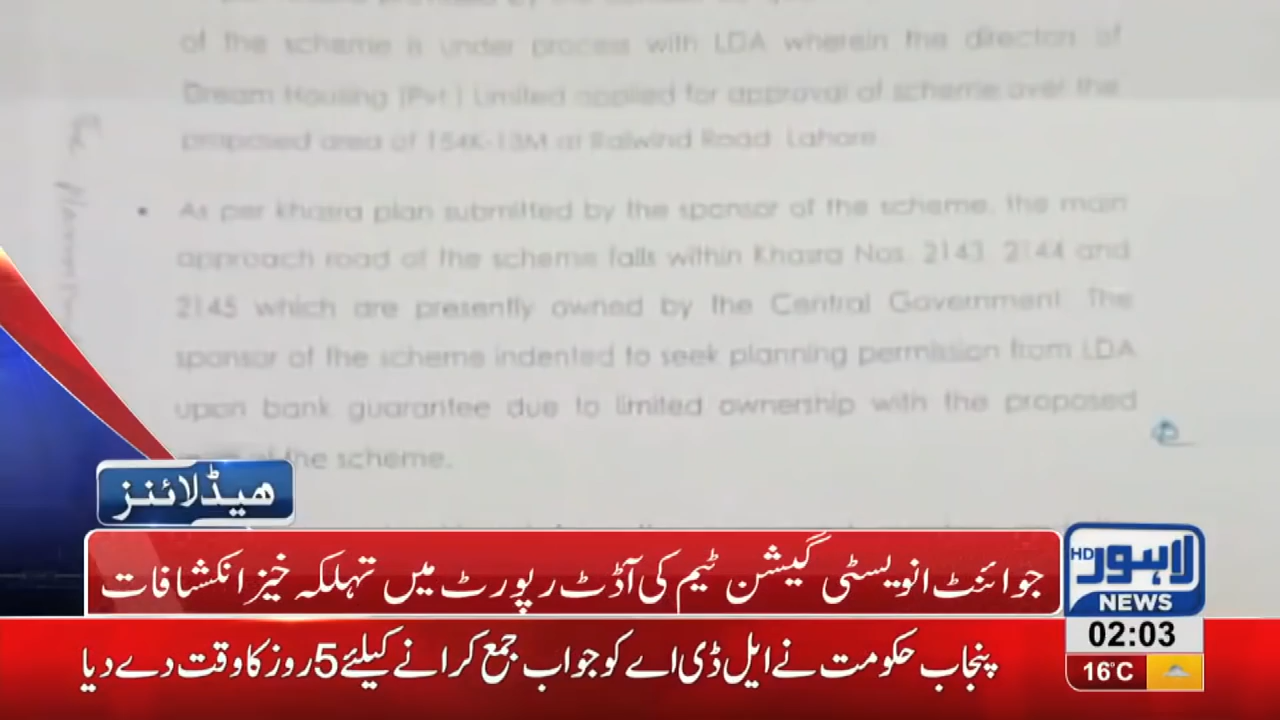 of the scheme is under process with LDA wherein the directors of
Dream Housing (Pvt.) Limited applied for approval of scheme over the
proposed area of 154K-13M at Raiwind Road, Lahore
• As per khasra plan submitted by the sponsor of the scheme, the main
approach road of the scheme falls within Khasra Nos. 2143, 2144 and
2145 which are presently owned by the Central Government. The
sponsor of the scheme indented to seek planning permission from LDA
upon bank guarantee due to limited ownership with the proposed
the scheme.
ھیڈلائنز
جوائنٹ انویسٹی گیشن ٹیم کی آڈٹ رپورٹ میں تہلکہ خیز انکشافات
لاہور HD
NEWS
پنجاب حکومت نے ایل ڈی اے کو جواب جمع کرانے کیلئے 5 روز کا وقت دے دیا
02:03
16°C